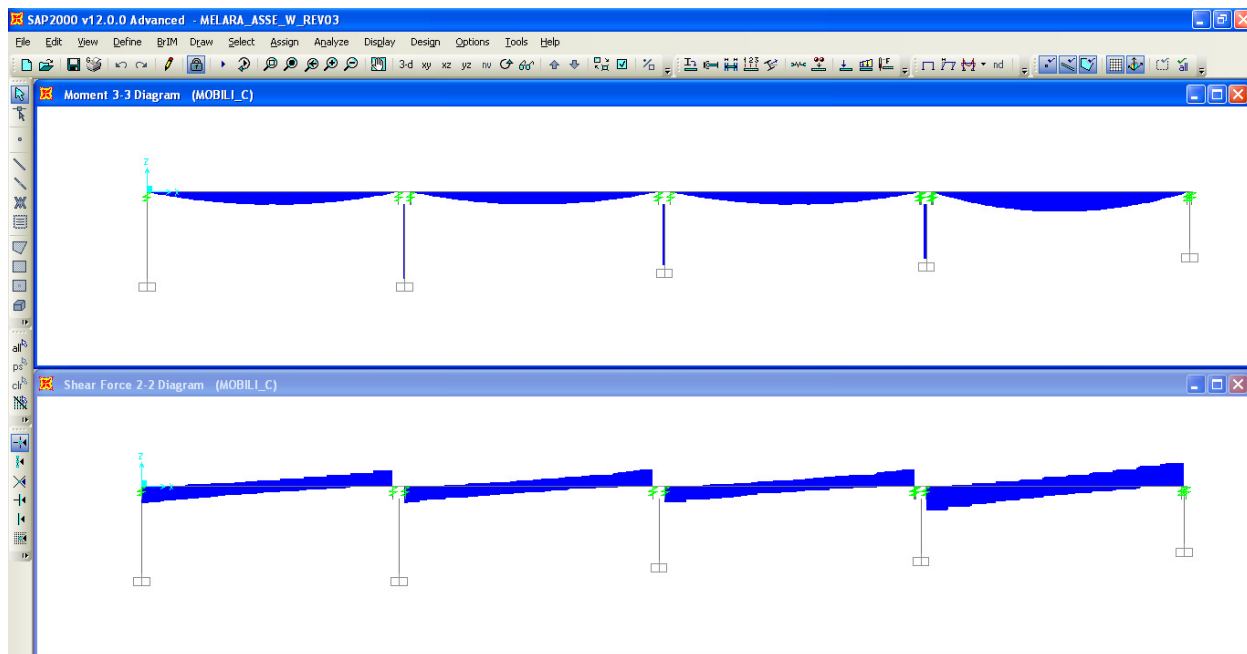 SAP2000 v12.0.0 Advanced - MELARA_ASSE_W_REV03
File Edit View Define BrIM Draw Select Assign Analyze Display Design Options Tools Help
3-d xy xz yz nv nd
Moment 3-3 Diagram (MOBILI_C)
Z
X
all
ps
clr
Shear Force 2-2 Diagram (MOBILI_C)
Z
X